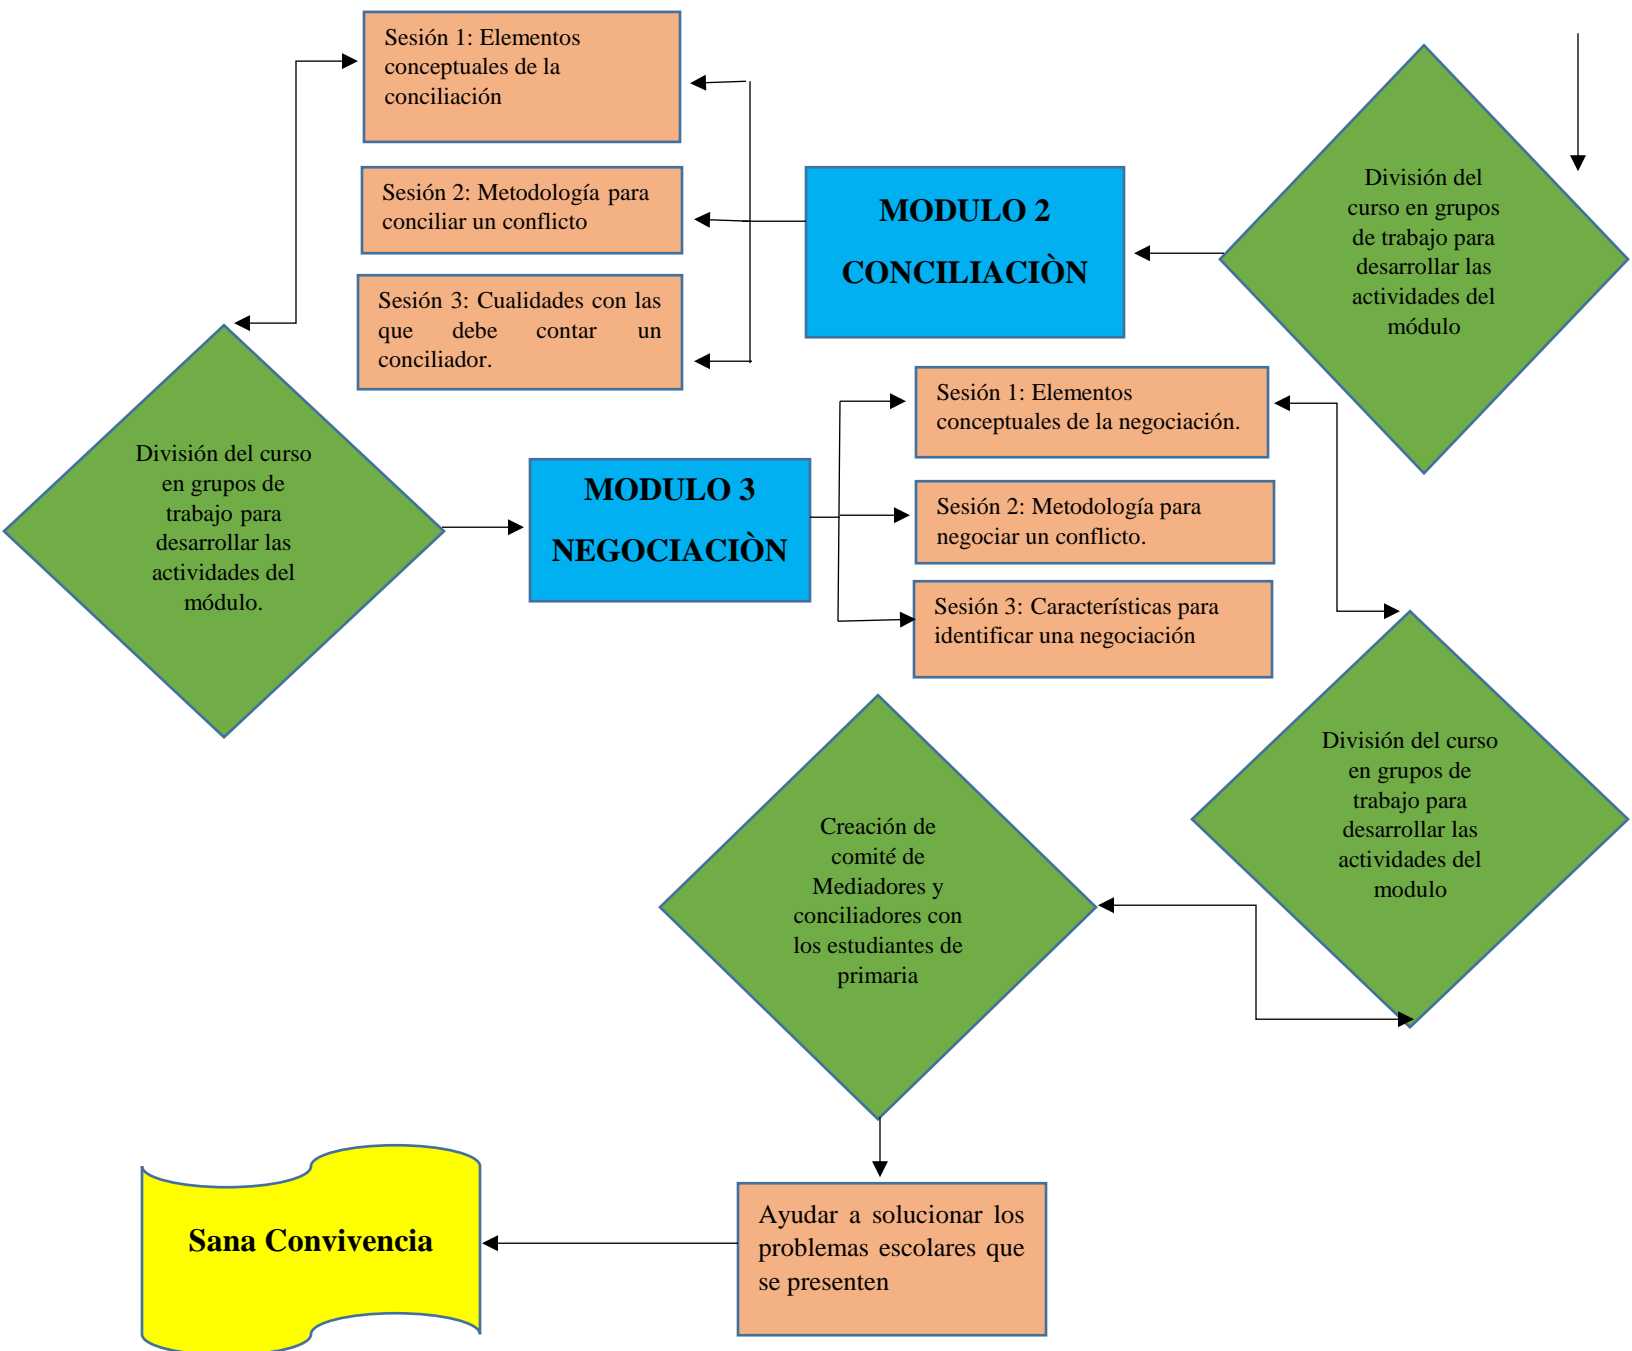 Sesión 1: Elementos
conceptuales de la
conciliación
Sesión 2: Metodología para
conciliar un conflicto
Sesión 3: Cualidades con las
que debe contar un
conciliador.
MODULO 2
CONCILIACIÒN
División del
curso en grupos
de trabajo para
desarrollar las
actividades del
módulo
División del curso
en grupos de
trabajo para
desarrollar las
actividades del
módulo.
MODULO 3
NEGOCIACIÒN
Sesión 1: Elementos
conceptuales de la negociación.
Sesión 2: Metodología para
negociar un conflicto.
Sesión 3: Características para
identificar una negociación
División del curso
en grupos de
trabajo para
desarrollar las
actividades del
modulo
Creación de
comité de
Mediadores y
conciliadores con
los estudiantes de
primaria
Ayudar a solucionar los
problemas escolares que
se presenten
Sana Convivencia